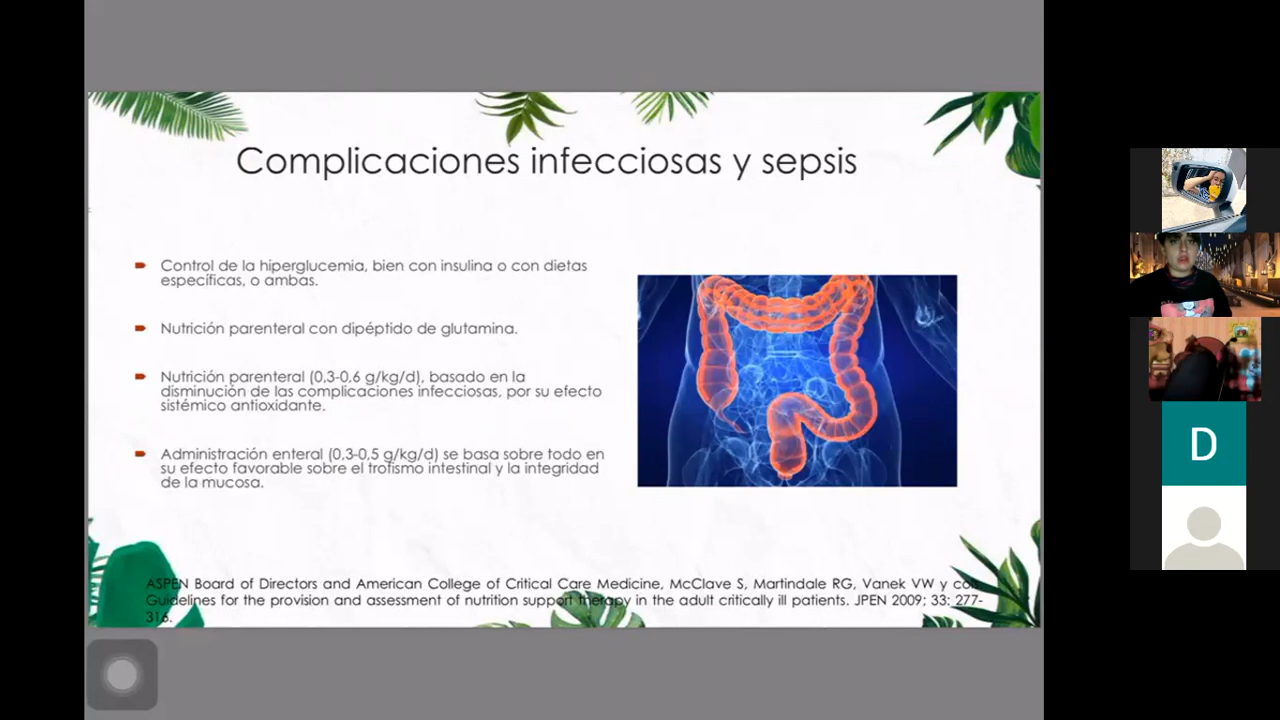 Complicaciones infecciosas y sepsis
Control de la hiperglucemia, bien con insulina o con dietas
específicas, o ambas.
Nutrición parenteral con dipéptido de glutamina.
Nutrición parenteral (0,3-0,6 g/kg/d), basado en la
disminución de las complicaciones infecciosas, por su efecto
sistémico antioxidante.
Administración enteral (0,3-0,5 g/kg/d) se basa sobre todo en
su efecto favorable sobre el trofismo intestinal y la integridad
de la mucosa.
ASPEN Board of Directors and American College of Critical Care Medicine, McClave S, Martindale RG, Vanek VW y cols.
Guidelines for the provision and assessment of nutrition support therapy in the adult critically ill patients. JPEN 2009; 33: 277-
316.
D